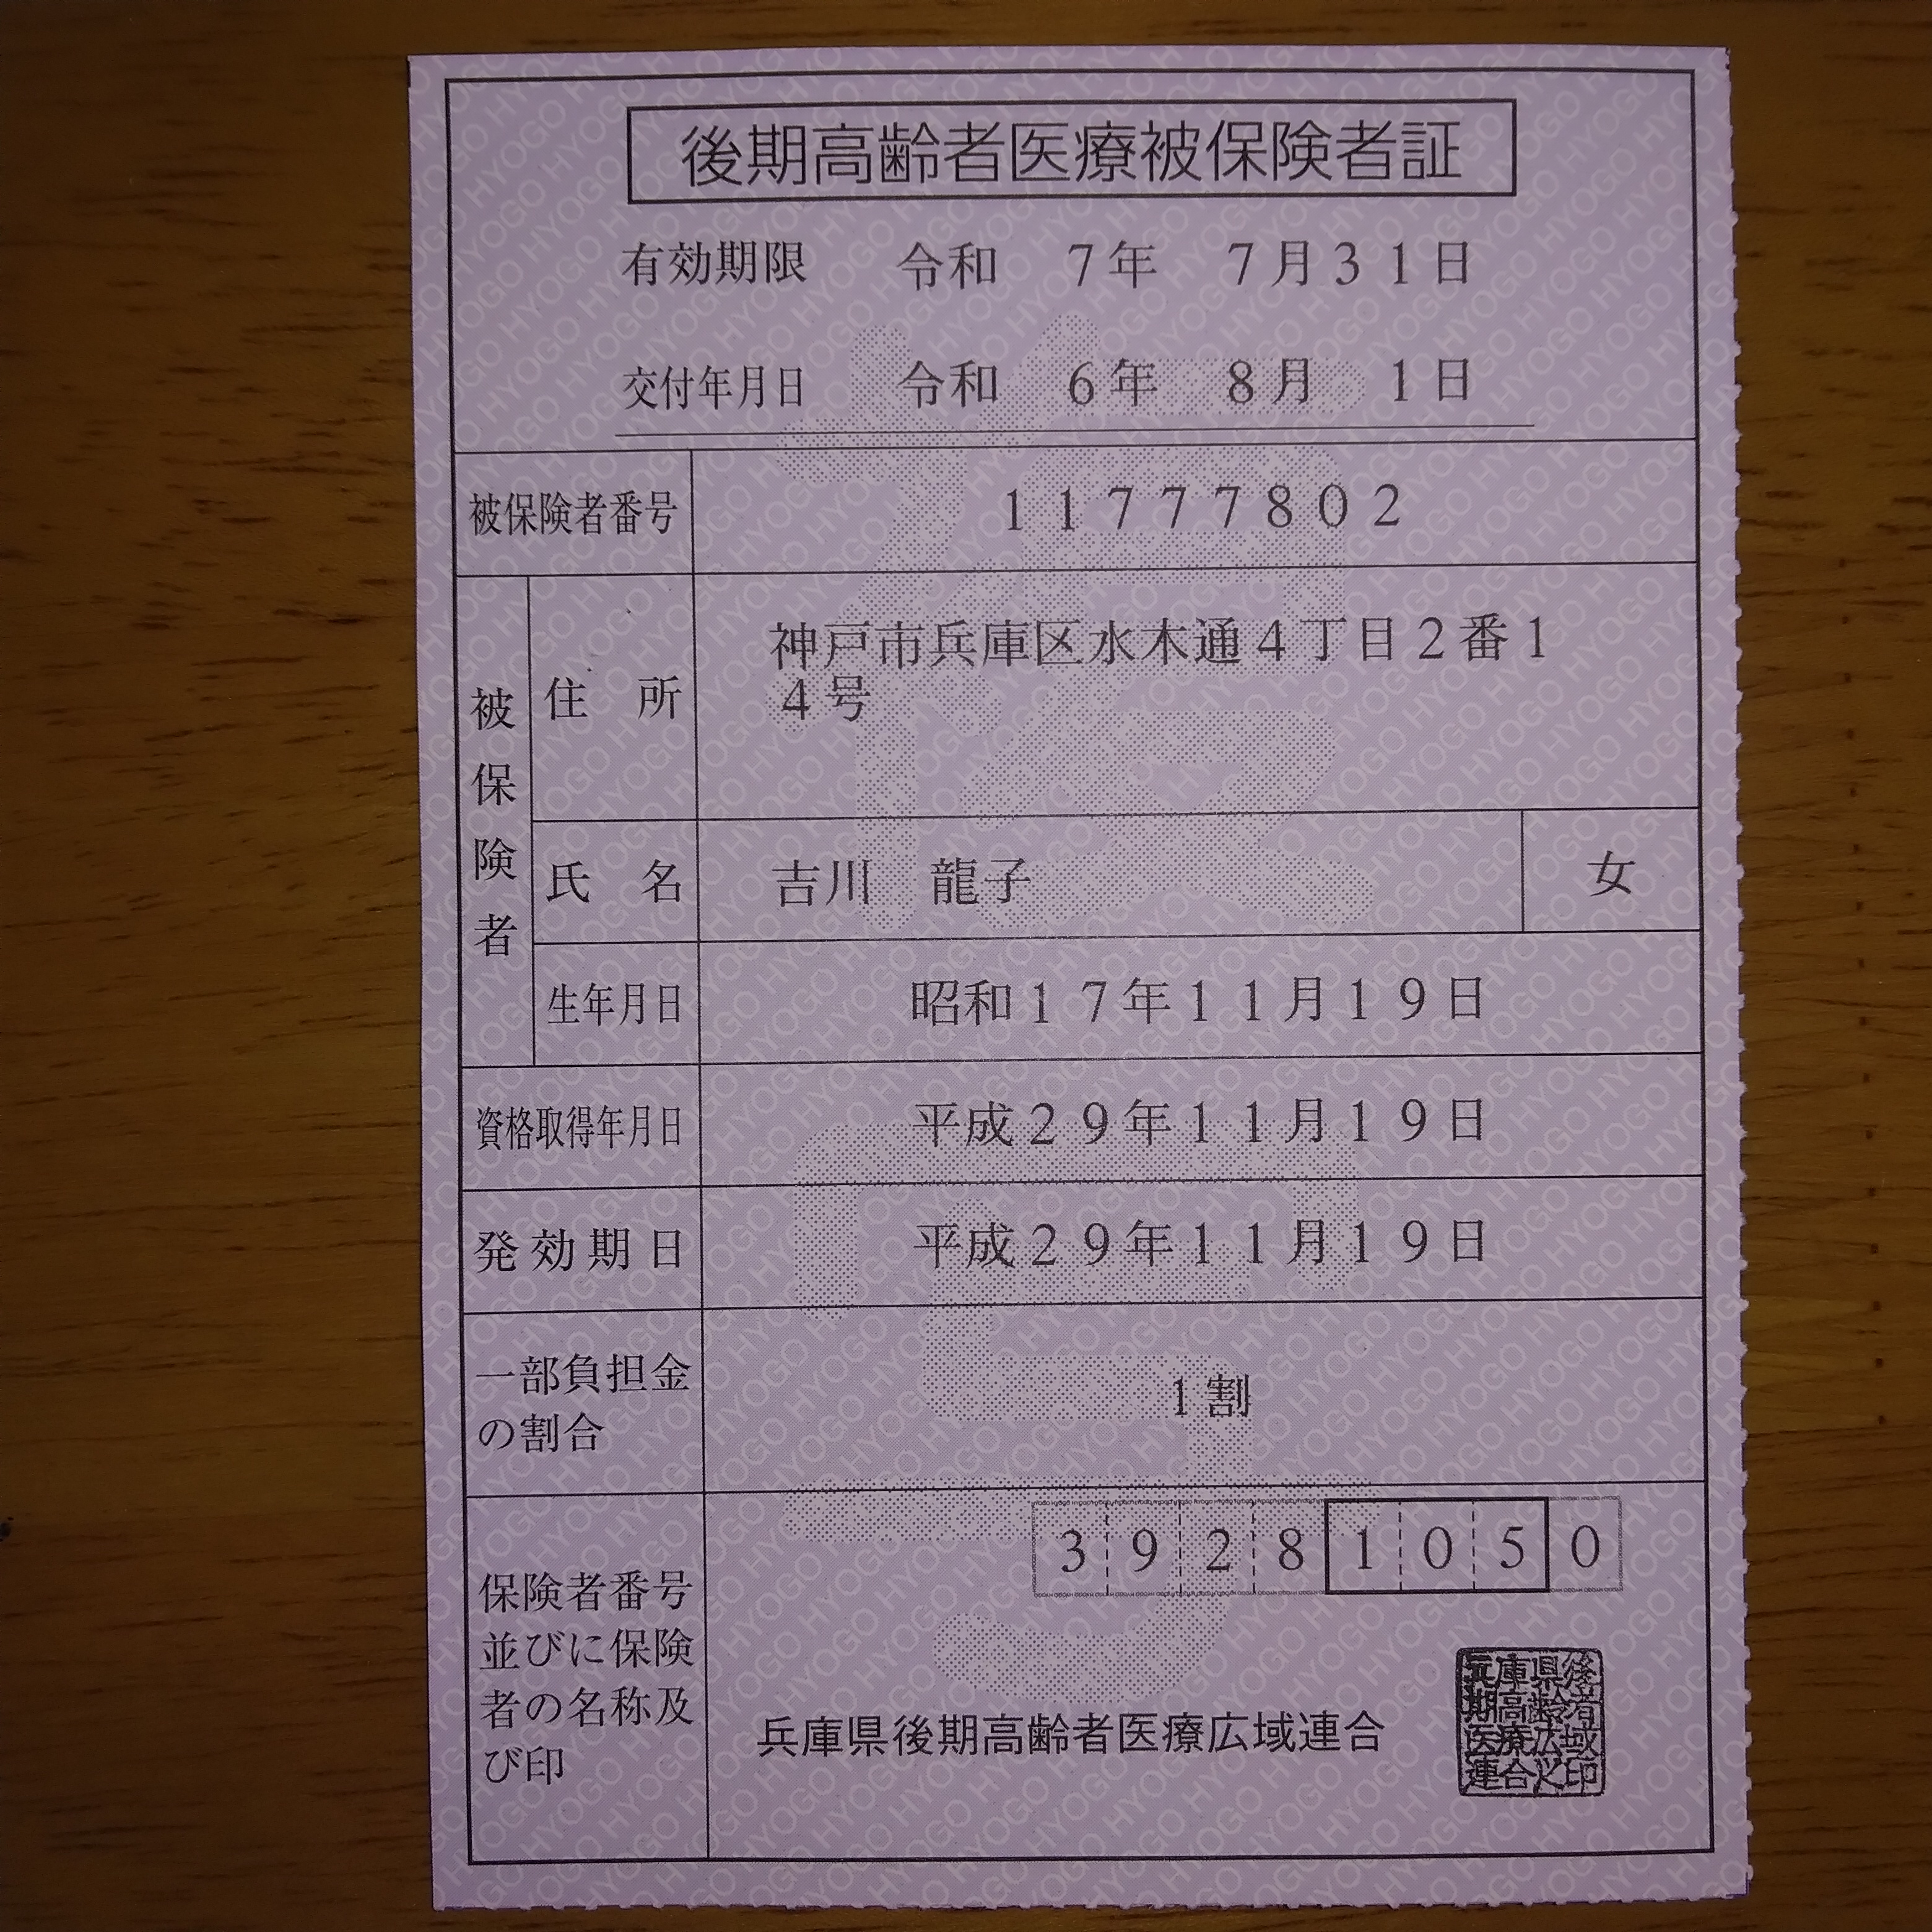 後期高齢者医療被保険者証
有効期限 令和 7年 7月31日
交付年月日 令和 6年 8月 1日
被保険者番号 11777802
被保険者
住所 神戸市兵庫区水木通4丁目2番1
4号
氏名 吉川 龍子 女
生年月日 昭和17年11月19日
資格取得年月日 平成29年11月19日
発効期日 平成29年11月19日
一部負担金
の割合
1割
保険者番号
並びに保険
者の名称及
び印
39281050
兵庫県後期高齢者医療広域連合
兵庫県後
期高齢者
医療広域
連合之印